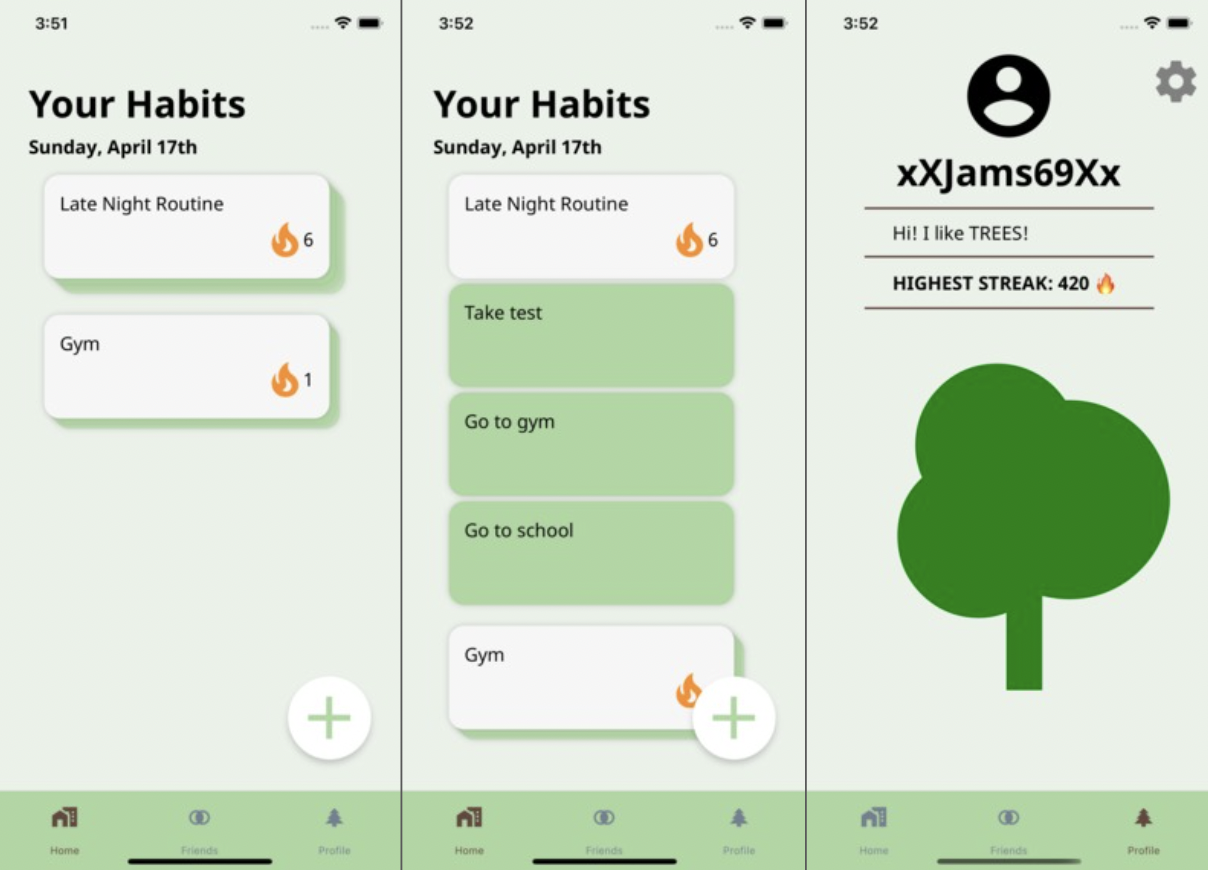 3:51
Your Habits
Sunday, April 17th
Late Night Routine
6
Gym
1
Home
Friends
Profile
3:52
Your Habits
Sunday, April 17th
Late Night Routine
6
Take test
Go to gym
Go to school
Gym
Home
Friends
Profile
3:52
xXJams69Xx
Hi! I like TREES!
HIGHEST STREAK: 420 🔥
Home
Friends
Profile